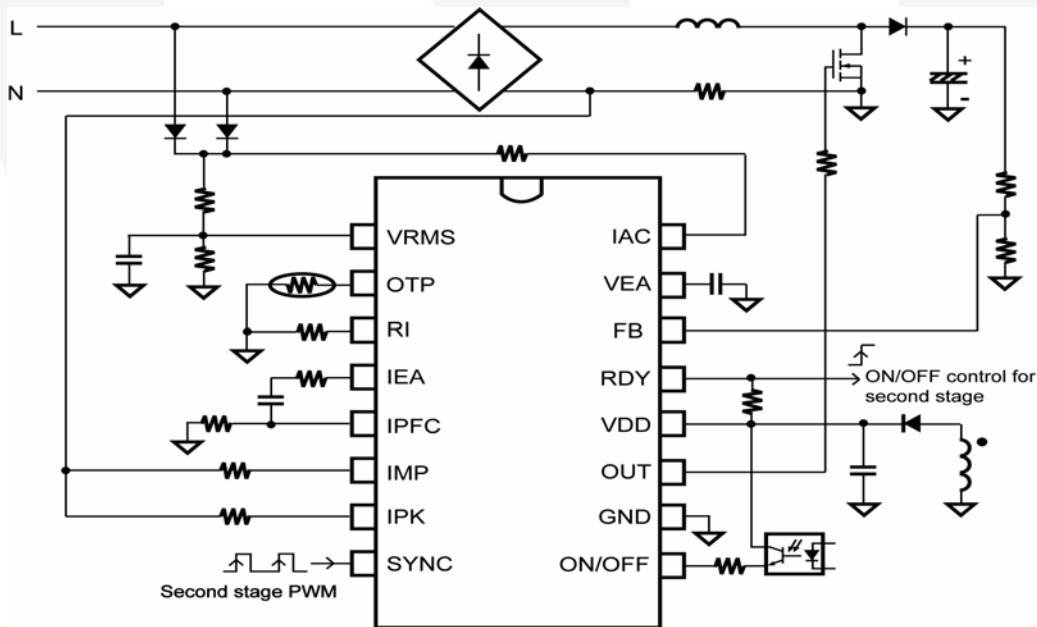 L
N
+
-
VRMS
IAC
OTP
VEA
RI
FB
IEA
RDY
ON/OFF control for
second stage
IPFC
VDD
IMP
OUT
IPK
GND
SYNC
ON/OFF
Second stage PWM